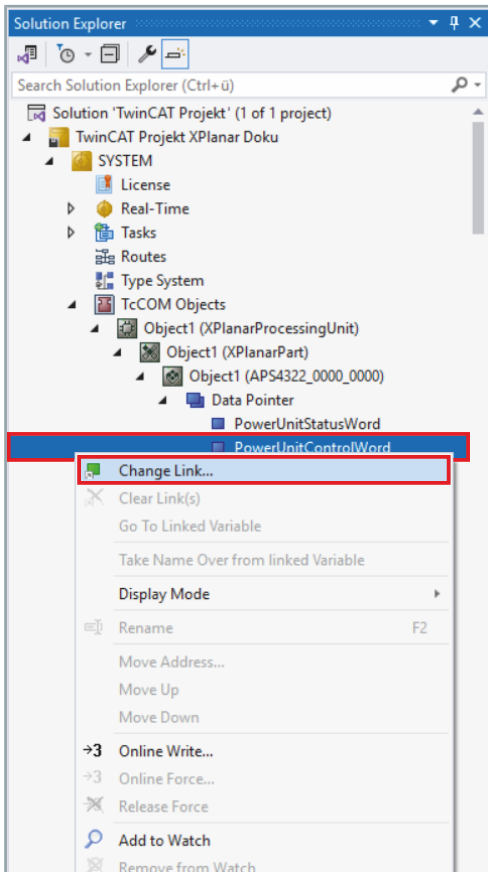 Solution Explorer
Search Solution Explorer (Ctrl+ü)
Solution 'TwinCAT Projekt' (1 of 1 project)
TwinCAT Projekt XPlanar Doku
SYSTEM
License
Real-Time
Tasks
Routes
Type System
TcCOM Objects
Object1 (XPlanarProcessingUnit)
Object1 (XPlanarPart)
Object1 (APS4322_0000_0000)
Data Pointer
PowerUnitStatusWord
PowerUnitControlWord
Change Link...
Clear Link(s)
Go To Linked Variable
Take Name Over from linked Variable
Display Mode
Rename F2
Move Address...
Move Up
Move Down
→3 Online Write...
→3 Online Force...
Release Force
Add to Watch
Remove from Watch